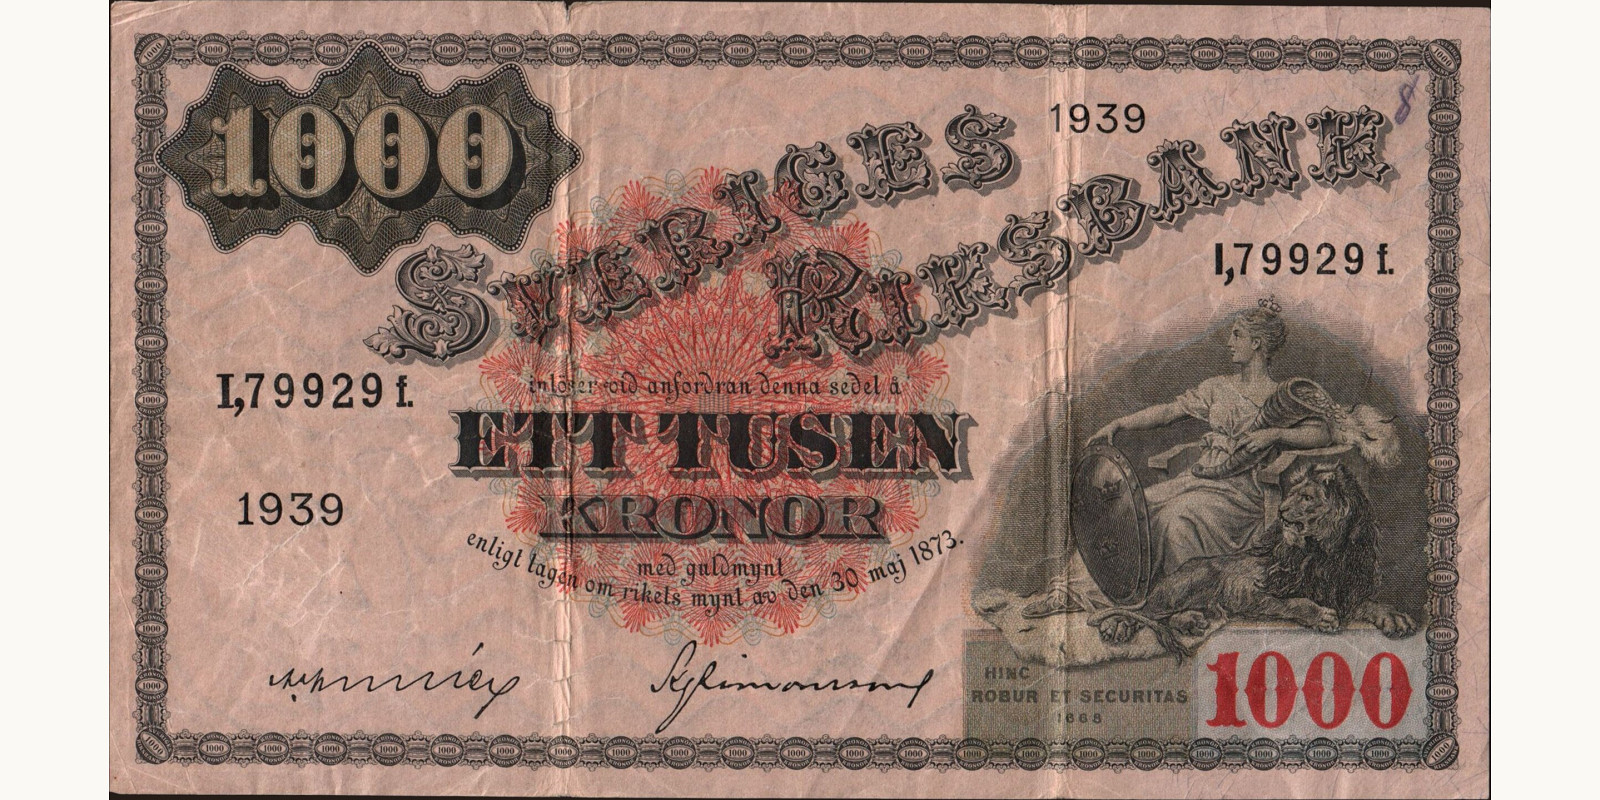 1000
1939
SVERIGES
RIKSBANK
I,79929 f.
I,79929 f.
inlöser vid anfordran denna sedel å
ETT TUSEN
KRONOR
1939
med guldmynt
enligt lagen om rikets mynt av den 30 maj 1873.
HINC
ROBUR ET SECURITAS
1668
1000